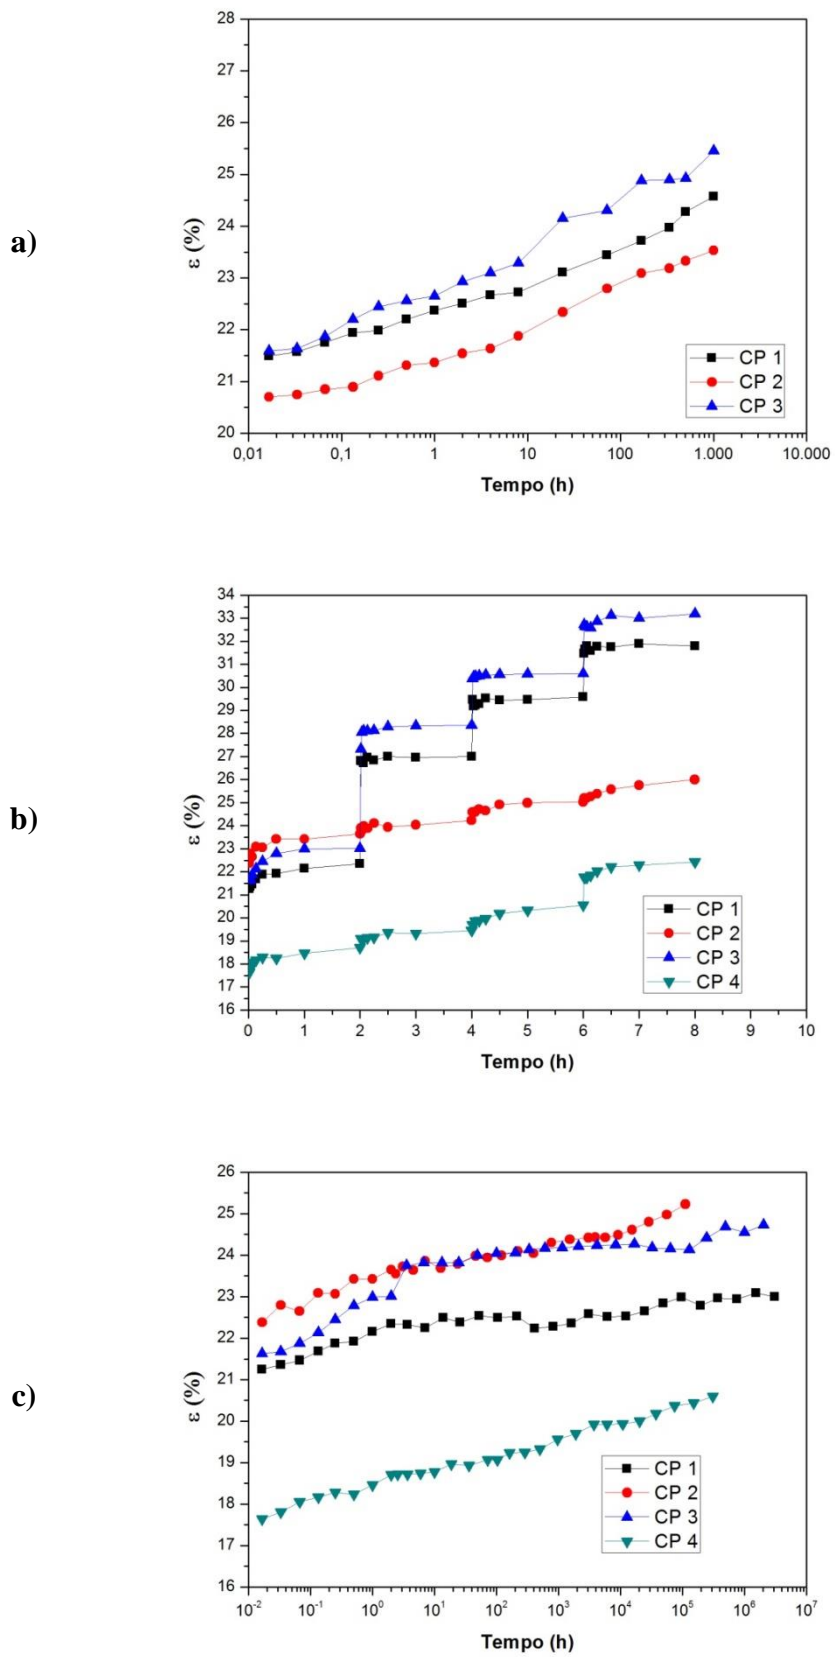 a)
ε (%)
28
27
26
25
24
23
22
21
20
0,01 0,1 1 10 100 1.000 10.000
Tempo (h)
CP 1
CP 2
CP 3
b)
ε (%)
34
33
32
31
30
29
28
27
26
25
24
23
22
21
20
19
18
17
16
0 1 2 3 4 5 6 7 8 9 10
Tempo (h)
CP 1
CP 2
CP 3
CP 4
c)
ε (%)
26
25
24
23
22
21
20
19
18
17
16
10⁻² 10⁻¹ 10⁰ 10¹ 10² 10³ 10⁴ 10⁵ 10⁶ 10⁷
Tempo (h)
CP 1
CP 2
CP 3
CP 4